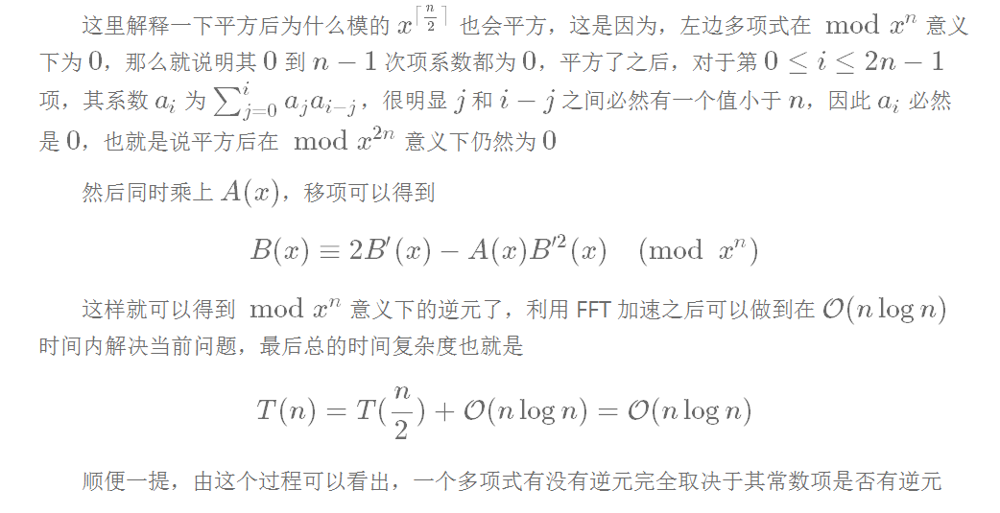 这里解释一下平方后为什么模的 $x^{\lceil \frac{n}{2} \rceil}$ 也会平方，这是因为，左边多项式在 $\mod x^n$ 意义
下为 $0$，那么就说明其 $0$ 到 $n-1$ 次项系数都为 $0$，平方了之后，对于第 $0 \leq i \leq 2n-1$
项，其系数 $a_i$ 为 $\sum_{j=0}^{i} a_j a_{i-j}$，很明显 $j$ 和 $i-j$ 之间必然有一个值小于 $n$，因此 $a_i$ 必然
是 $0$，也就是说平方后在 $\mod x^{2n}$ 意义下仍然为 $0$
然后同时乘上 $A(x)$，移项可以得到
$B(x) \equiv 2B'(x) - A(x)B'^2(x) \pmod {x^n}$
这样就可以得到 $\mod x^n$ 意义下的逆元了，利用 FFT 加速之后可以做到在 $\mathcal{O}(n \log n)$
时间内解决当前问题，最后总的时间复杂度也就是
$T(n) = T(\frac{n}{2}) + \mathcal{O}(n \log n) = \mathcal{O}(n \log n)$
顺便一提，由这个过程可以看出，一个多项式有没有逆元完全取决于其常数项是否有逆元